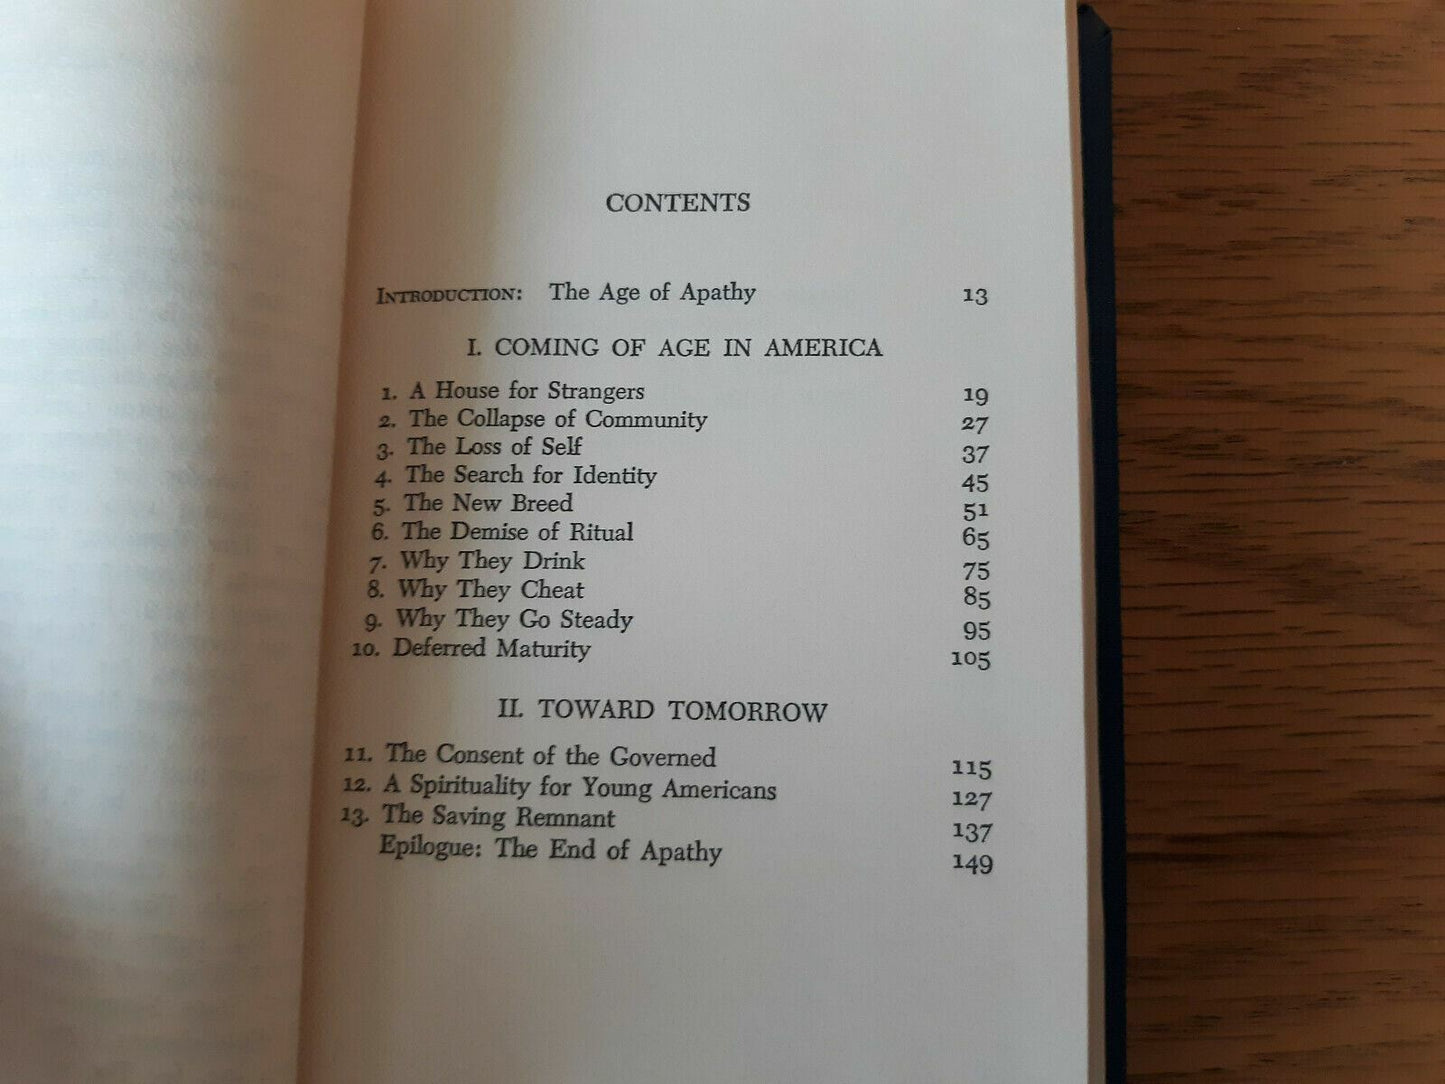 CONTENTS
INTRODUCTION: The Age of Apathy 13
I. COMING OF AGE IN AMERICA
1. A House for Strangers 19
2. The Collapse of Community 27
3. The Loss of Self 37
4. The Search for Identity 45
5. The New Breed 51
6. The Demise of Ritual 65
7. Why They Drink 75
8. Why They Cheat 85
9. Why They Go Steady 95
10. Deferred Maturity 105
II. TOWARD TOMORROW
11. The Consent of the Governed 115
12. A Spirituality for Young Americans 127
13. The Saving Remnant 137
Epilogue: The End of Apathy 149